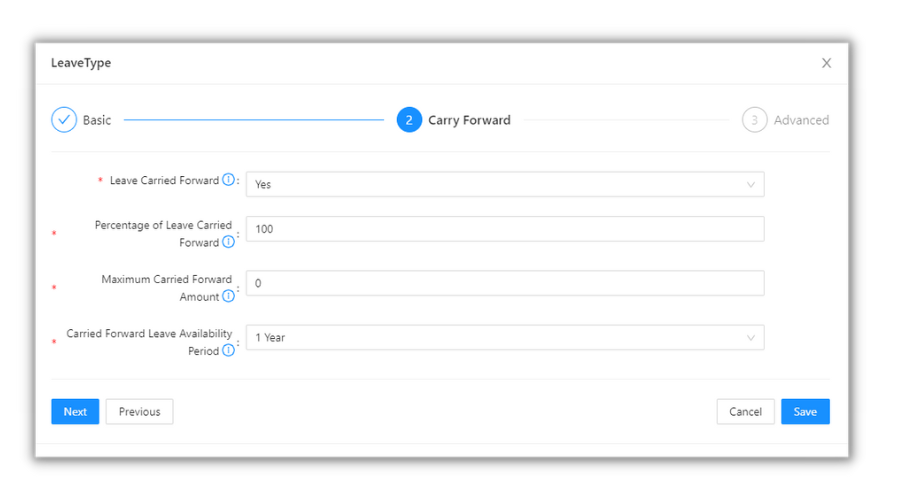 LeaveType X
Basic 2 Carry Forward 3 Advanced
* Leave Carried Forward : Yes
* Percentage of Leave Carried
Forward : 100
* Maximum Carried Forward
Amount : 0
* Carried Forward Leave Availability
Period : 1 Year
Next Previous Cancel Save